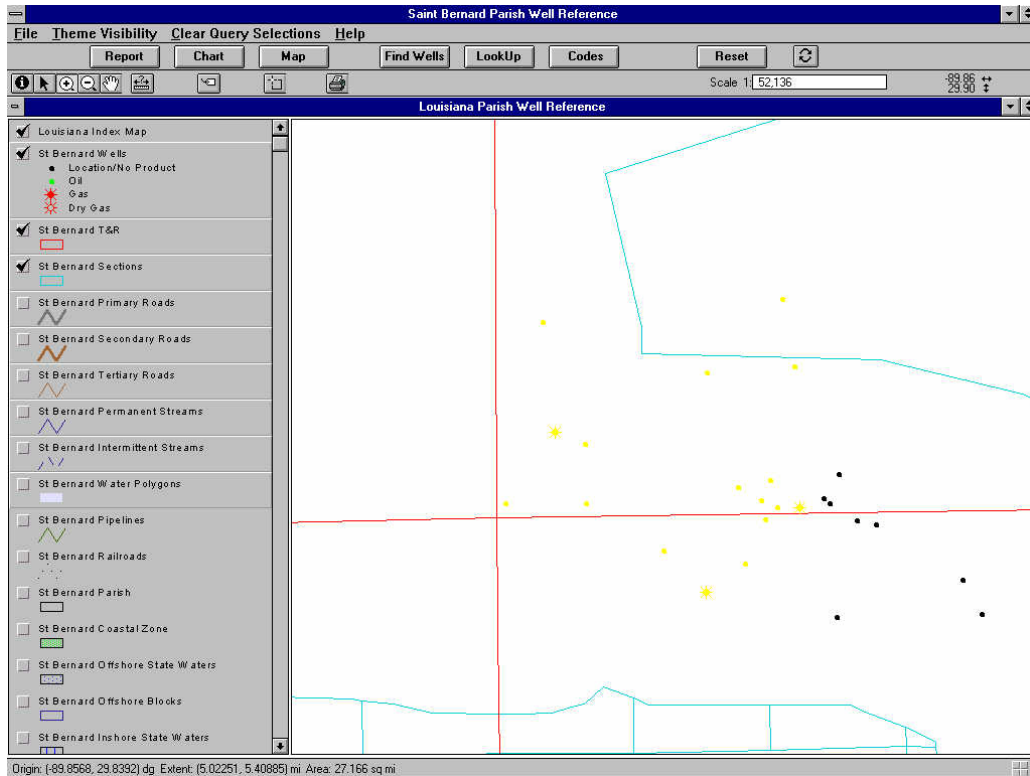 Saint Bernard Parish Well Reference
File Theme Visibility Clear Query Selections Help
Report Chart Map Find Wells LookUp Codes Reset
Scale 1: 52,136 -89.86
29.90
Louisiana Parish Well Reference
Louisiana Index Map
St Bernard Wells
Location/No Product
Oil
Gas
Dry Gas
St Bernard T&R
St Bernard Sections
St Bernard Primary Roads
St Bernard Secondary Roads
St Bernard Tertiary Roads
St Bernard Permanent Streams
St Bernard Intermittent Streams
St Bernard Water Polygons
St Bernard Pipelines
St Bernard Railroads
St Bernard Parish
St Bernard Coastal Zone
St Bernard Offshore State Waters
St Bernard Offshore Blocks
St Bernard Inshore State Waters
Origin: (-89.8568, 29.8392) dg Extent: (5.02251, 5.40885) mi Area: 27.166 sq mi